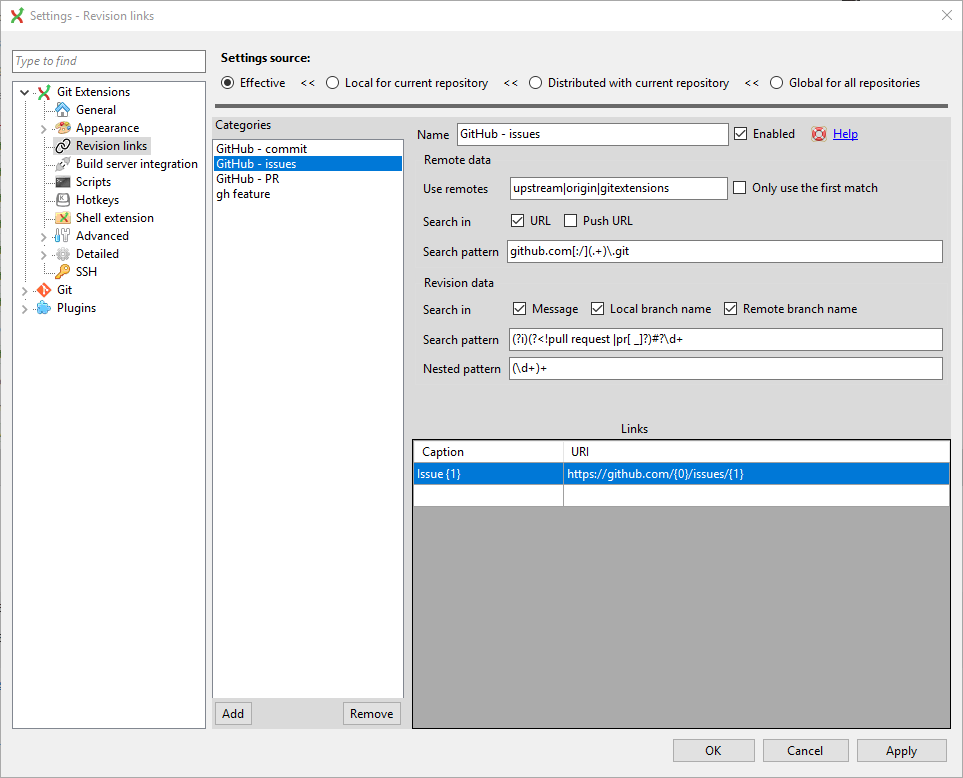 Settings - Revision links
Type to find
Git Extensions
General
Appearance
Revision links
Build server integration
Scripts
Hotkeys
Shell extension
Advanced
Detailed
SSH
Git
Plugins
Settings source:
Effective << Local for current repository << Distributed with current repository << Global for all repositories
Categories
GitHub - commit
GitHub - issues
GitHub - PR
gh feature
Add Remove
Name GitHub - issues Enabled Help
Remote data
Use remotes upstream|origin|gitextensions Only use the first match
Search in URL Push URL
Search pattern github.com[:/](.+)\.git
Revision data
Search in Message Local branch name Remote branch name
Search pattern (?i)(?<!pull request |pr[ _]?)#?\d+
Nested pattern (\d+)+
Links
Caption URI
Issue {1} https://github.com/{0}/issues/{1}
OK Cancel Apply